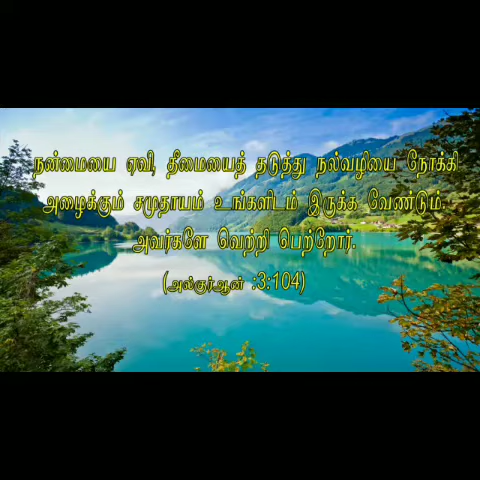 நன்மையை ஏவி, தீமையைத் தடுத்து நல்வழியை நோக்கி
அழைக்கும் சமுதாயம் உங்களிடம் இருக்க வேண்டும்.
அவர்களே வெற்றி பெற்றோர்.
(அல்குர்ஆன் :3:104)